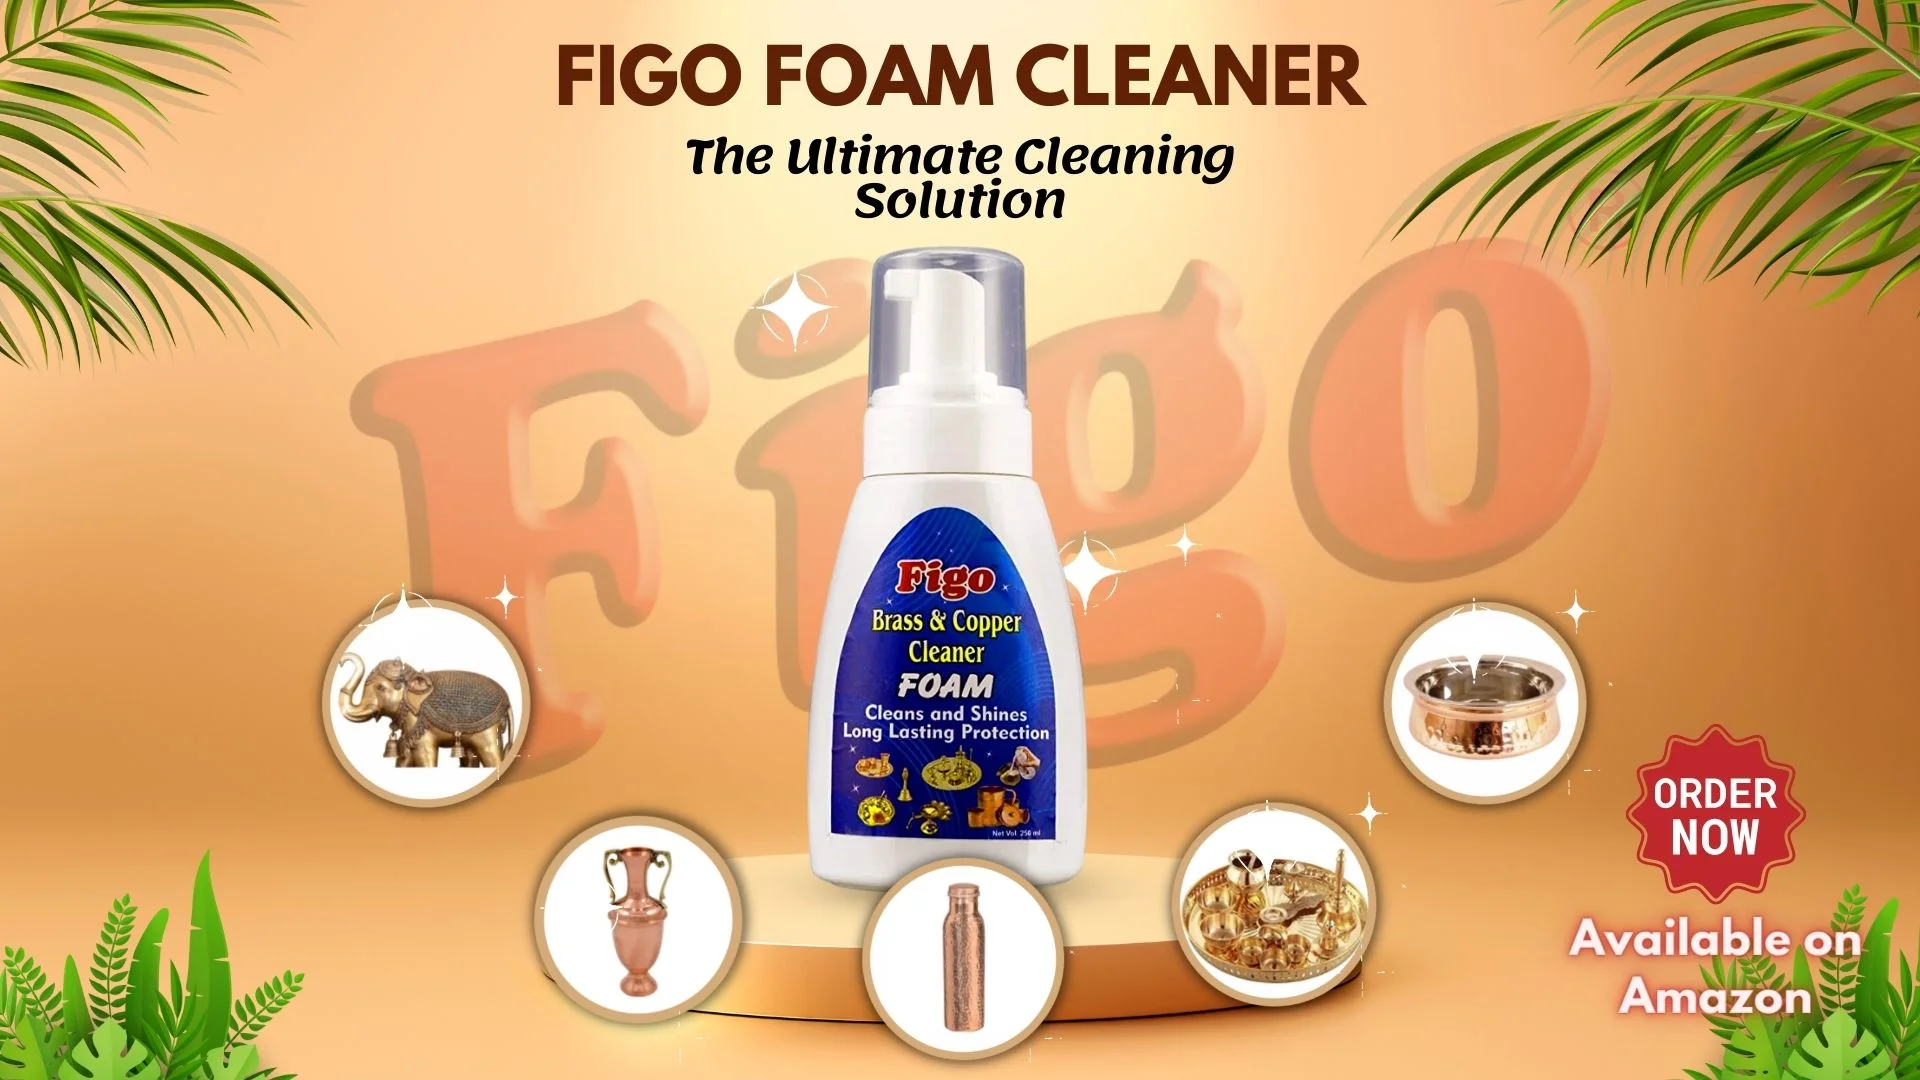 FIGO FOAM CLEANER
The Ultimate Cleaning
Solution
Figo
Figo
Brass & Copper
Cleaner
FOAM
Cleans and Shines
Long Lasting Protection
Net Vol 250 ml
ORDER
NOW
Available on
Amazon